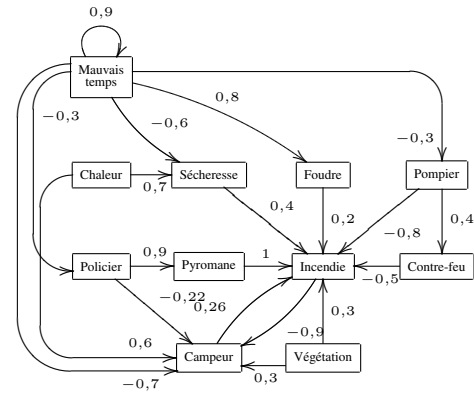 0,9
Mauvais
temps
0,8
−0,3
−0,6
−0,3
Chaleur
Sécheresse
Foudre
Pompier
0,7
0,4
0,2
−0,8
0,4
0,9
1
Policier
Pyromane
Incendie
Contre-feu
−0,5
−0,22
0,26
0,3
−0,9
0,6
Campeur
Végétation
−0,7
0,3